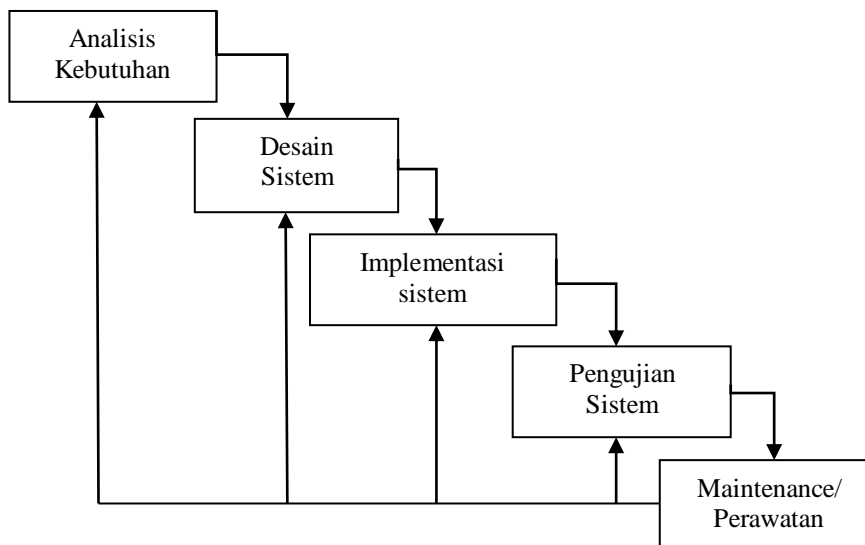 Analisis
Kebutuhan
Desain
Sistem
Implementasi
sistem
Pengujian
Sistem
Maintenance/
Perawatan